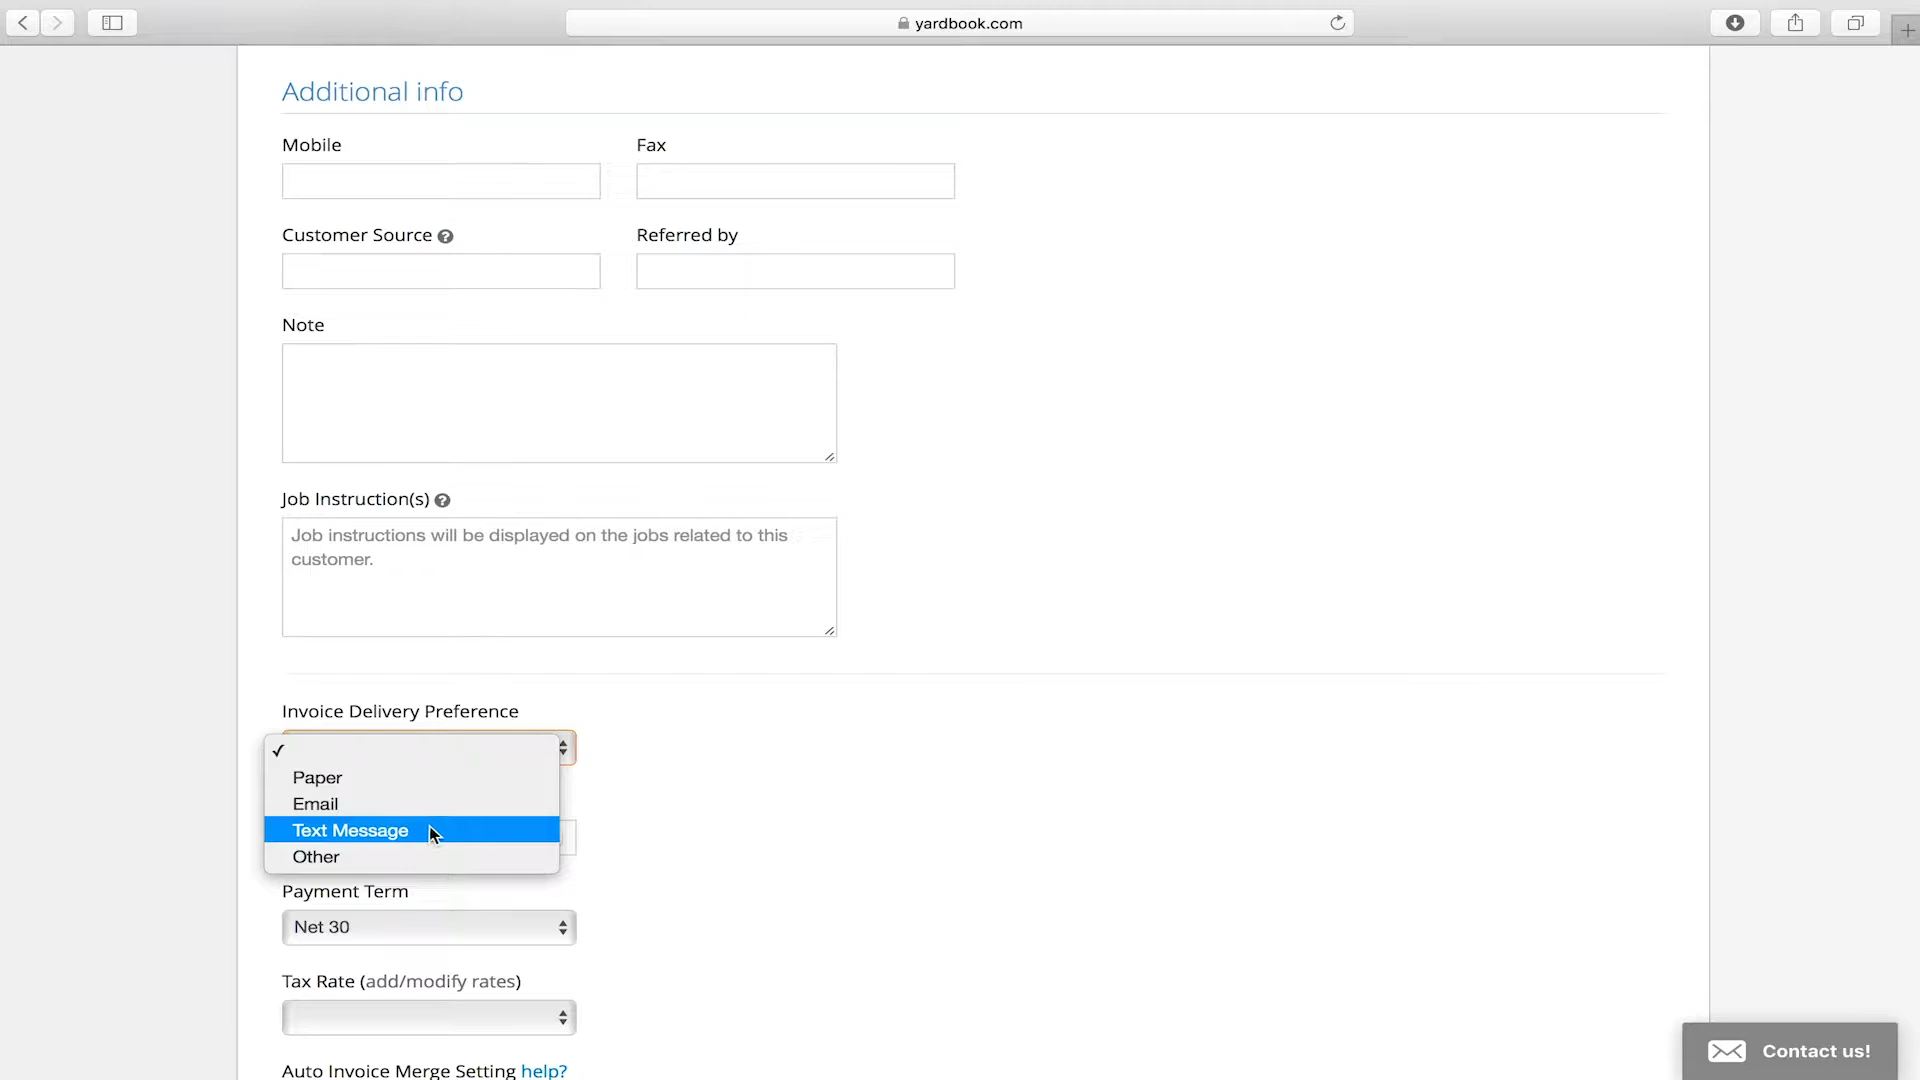 yardbook.com
Additional info
Mobile
Fax
Customer Source
Referred by
Note
Job Instruction(s)
Job instructions will be displayed on the jobs related to this
customer.
Invoice Delivery Preference
Paper
Email
Text Message
Other
Payment Term
Net 30
Tax Rate (add/modify rates)
Auto Invoice Merge Setting help?
Contact us!